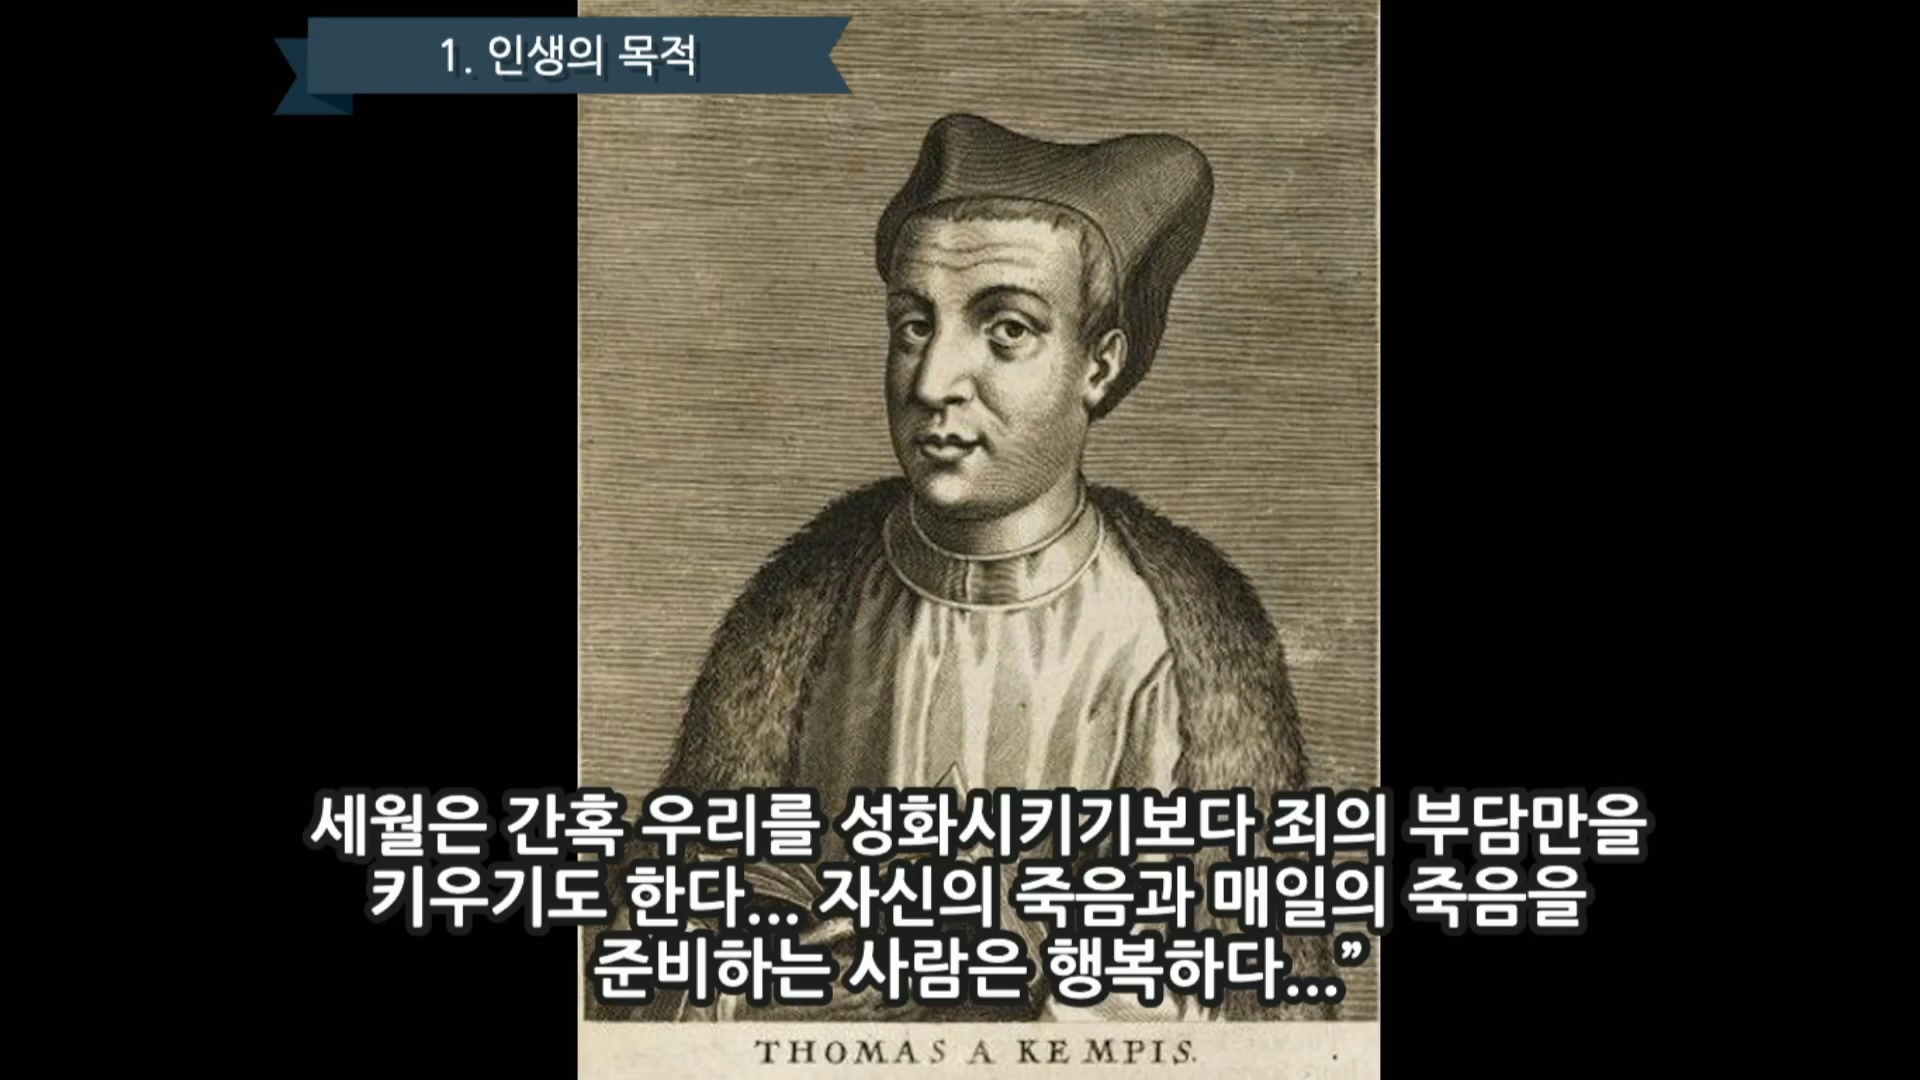 1. 인생의 목적
세월은 간혹 우리를 성화시키기보다 죄의 부담만을
키우기도 한다... 자신의 죽음과 매일의 죽음을
준비하는 사람은 행복하다...”
THOMAS A KEMPIS.